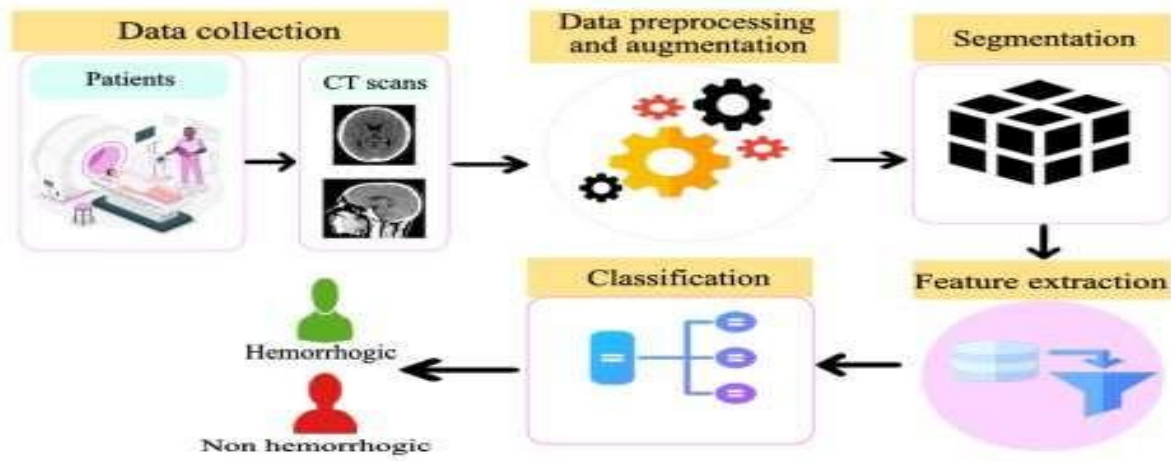 Data collection
Patients
CT scans
Data preprocessing
and augmentation
Segmentation
Feature extraction
Classification
Hemorrhogic
Non hemorrhogic